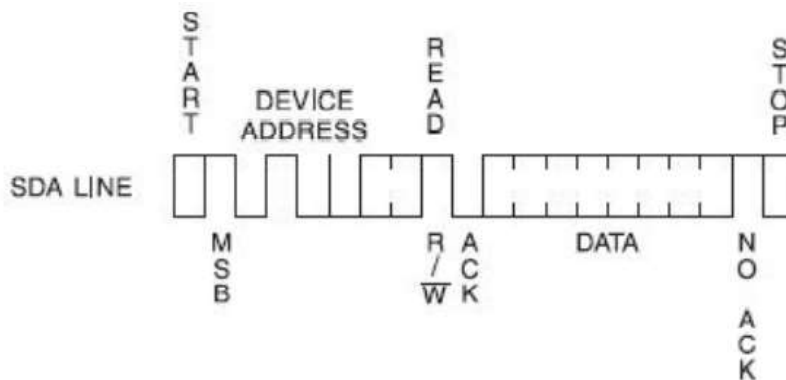 START
READ
STOP
DEVICE
ADDRESS
SDA LINE
MSB
R/W
ACK
DATA
NO ACK